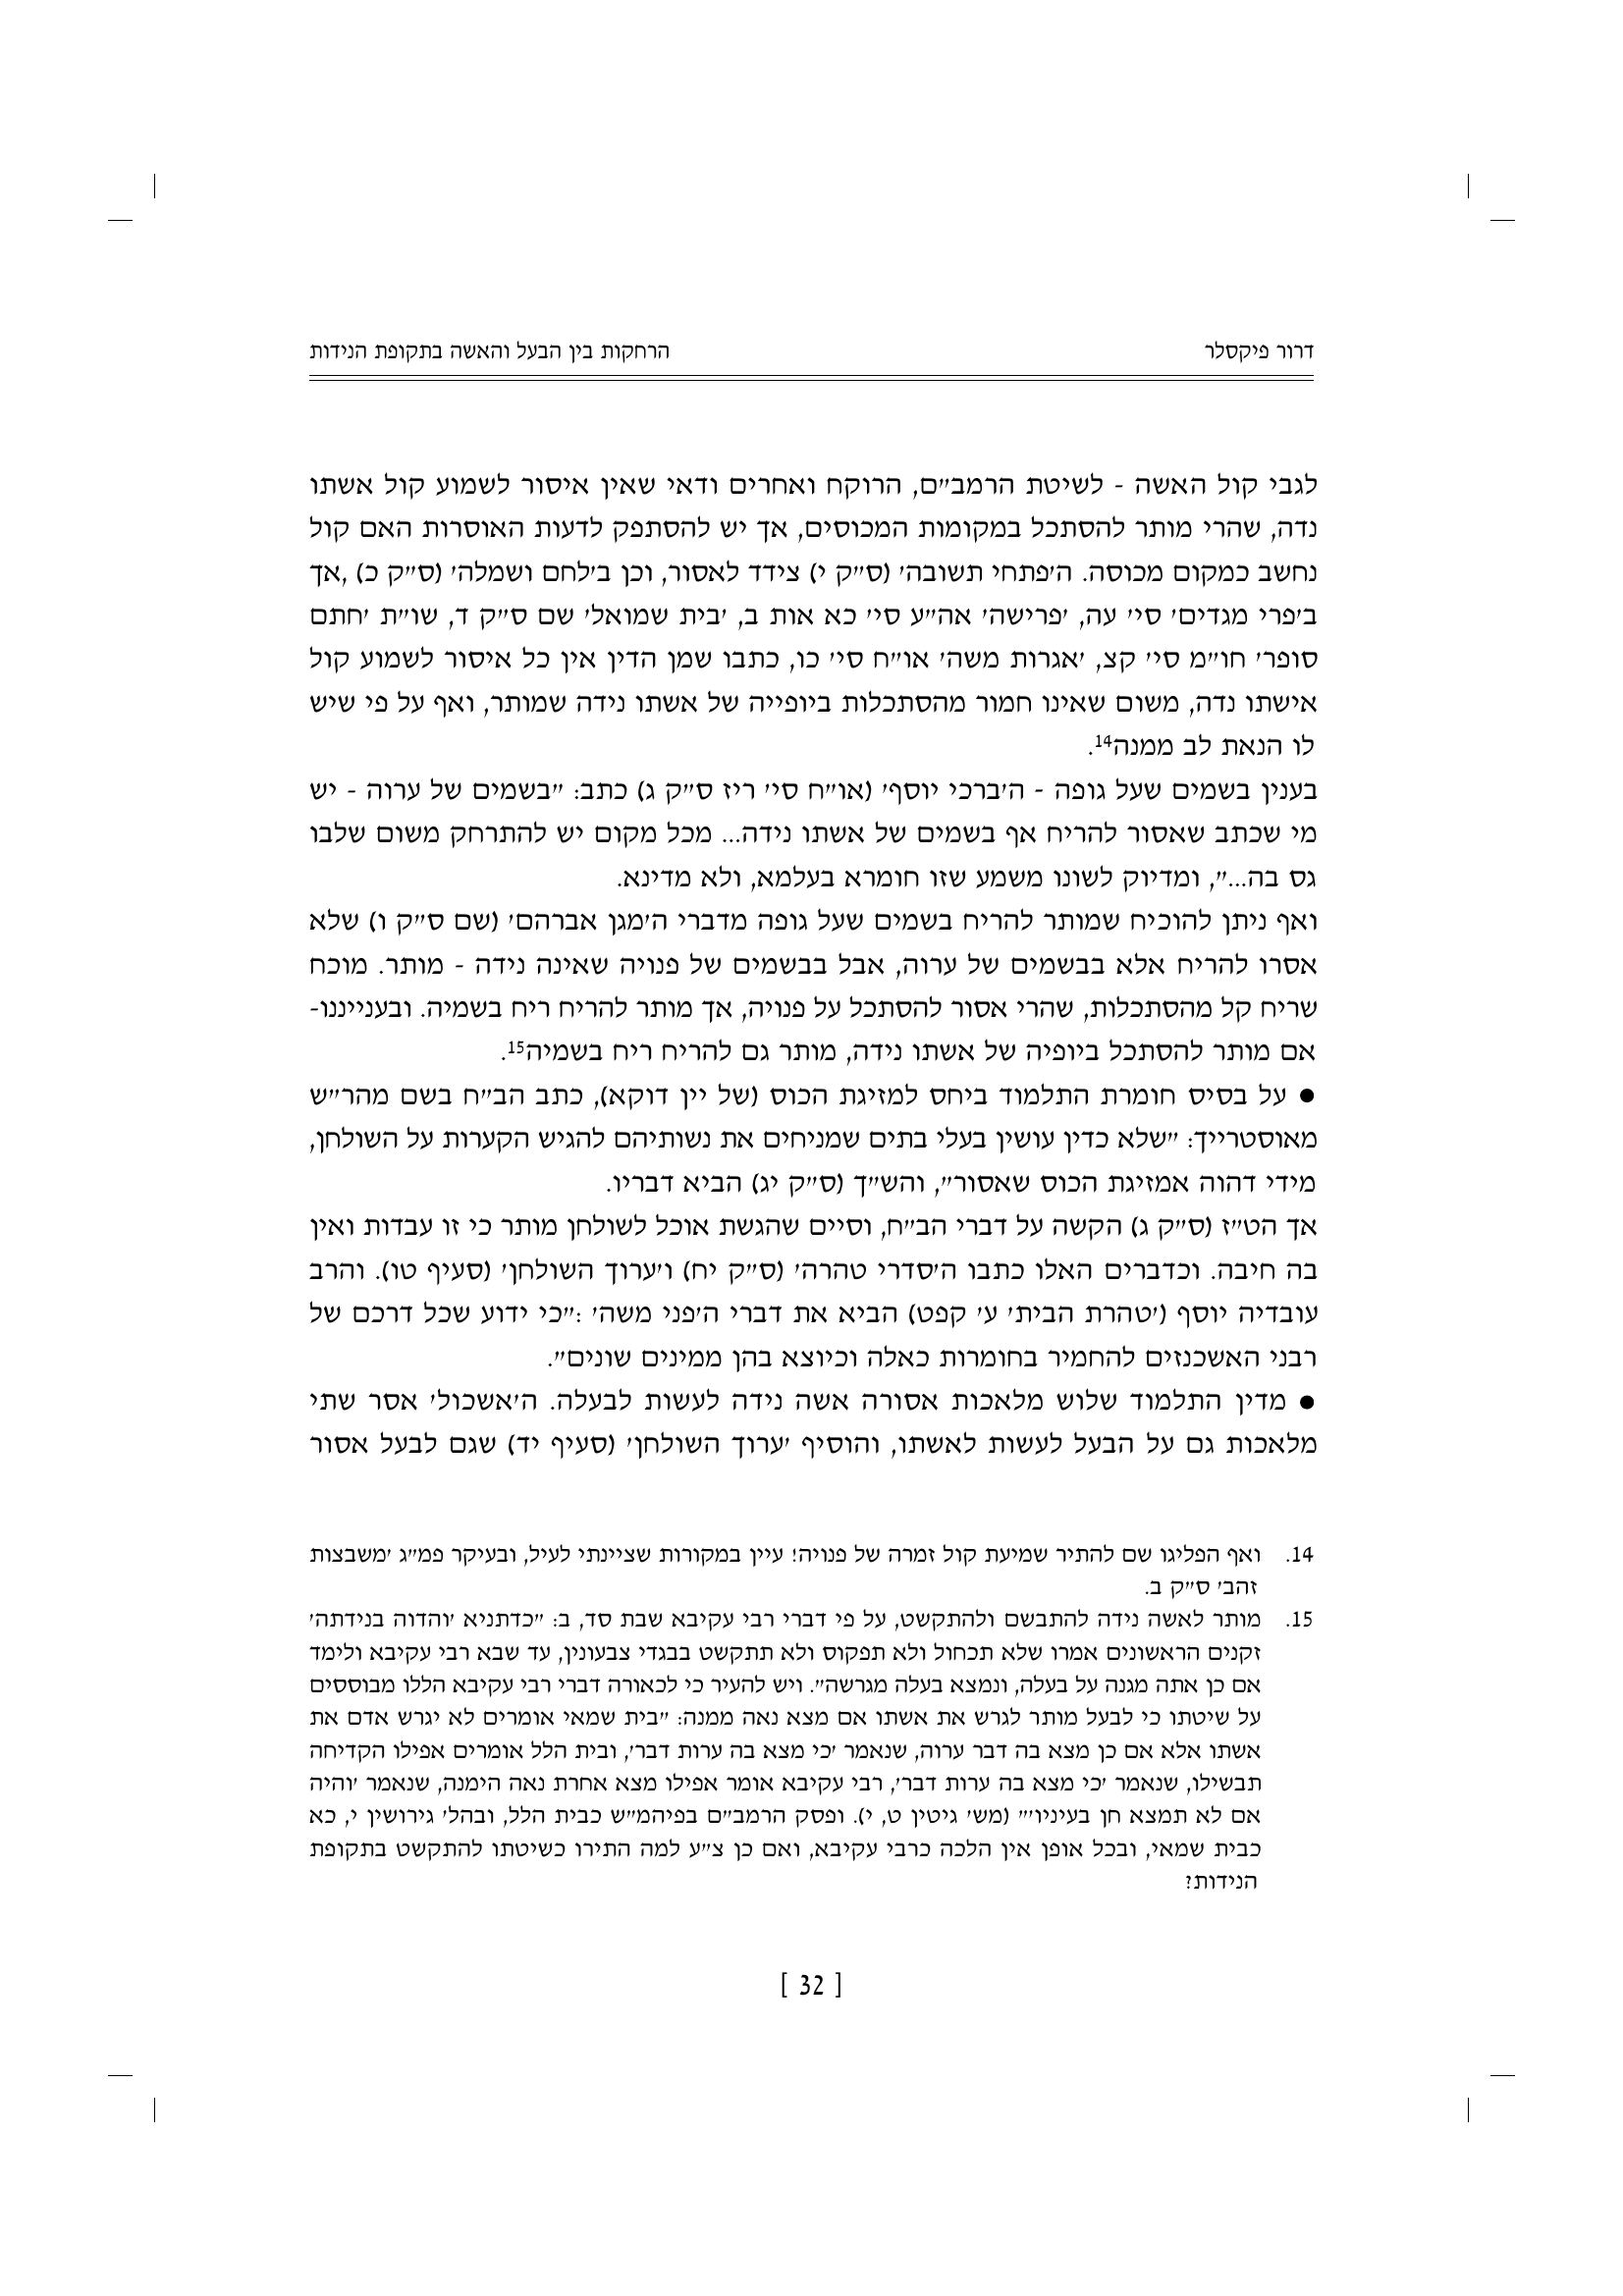 דרור פיקסלר הרחקות בין הבעל והאשה בתקופת הנידות
לגבי קול האשה - לשיטת הרמב״ם, הרוקח ואחרים ודאי שאין איסור לשמוע קול אשתו
נדה, שהרי מותר להסתכל במקומות המכוסים, אך יש להסתפק לדעות האוסרות האם קול
נחשב כמקום מכוסה. ה׳פתחי תשובה׳ (ס״ק י) צידד לאסור, וכן ב׳לחם ושמלה׳ (ס״ק כ) ,אך
ב׳פרי מגדים׳ סי׳ עה, ׳פרישה׳ אה״ע סי׳ כא אות ב, ׳בית שמואל׳ שם ס״ק ד, שו״ת ׳חתם
סופר׳ חו״מ סי׳ קצ, ׳אגרות משה׳ או״ח סי׳ כו, כתבו שמן הדין אין כל איסור לשמוע קול
אישתו נדה, משום שאינו חמור מהסתכלות ביופייה של אשתו נידה שמותר, ואף על פי שיש
לו הנאת לב ממנה14.
בענין בשמים שעל גופה - ה׳ברכי יוסף׳ (או״ח סי׳ ריז ס״ק ג) כתב: ״בשמים של ערוה - יש
מי שכתב שאסור להריח אף בשמים של אשתו נידה... מכל מקום יש להתרחק משום שלבו
גס בה...״, ומדיוק לשונו משמע שזו חומרא בעלמא, ולא מדינא.
ואף ניתן להוכיח שמותר להריח בשמים שעל גופה מדברי ה׳מגן אברהם׳ (שם ס״ק ו) שלא
אסרו להריח אלא בבשמים של ערוה, אבל בבשמים של פנויה שאינה נידה - מותר. מוכח
שריח קל מהסתכלות, שהרי אסור להסתכל על פנויה, אך מותר להריח ריח בשמיה. ובענייננו-
אם מותר להסתכל ביופיה של אשתו נידה, מותר גם להריח ריח בשמיה15.
● על בסיס חומרת התלמוד ביחס למזיגת הכוס (של יין דוקא), כתב הב״ח בשם מהר״ש
מאוסטרייך: ״שלא כדין עושין בעלי בתים שמניחים את נשותיהם להגיש הקערות על השולחן,
מידי דהוה אמזיגת הכוס שאסור״, והש״ך (ס״ק יג) הביא דבריו.
אך הט״ז (ס״ק ג) הקשה על דברי הב״ח, וסיים שהגשת אוכל לשולחן מותר כי זו עבדות ואין
בה חיבה. וכדברים האלו כתבו ה׳סדרי טהרה׳ (ס״ק יח) ו׳ערוך השולחן׳ (סעיף טו). והרב
עובדיה יוסף (׳טהרת הבית׳ ע׳ קפט) הביא את דברי ה׳פני משה׳ :״כי ידוע שכל דרכם של
רבני האשכנזים להחמיר בחומרות כאלה וכיוצא בהן ממינים שונים״.
● מדין התלמוד שלוש מלאכות אסורה אשה נידה לעשות לבעלה. ה׳אשכול׳ אסר שתי
מלאכות גם על הבעל לעשות לאשתו, והוסיף ׳ערוך השולחן׳ (סעיף יד) שגם לבעל אסור
14. ואף הפליגו שם להתיר שמיעת קול זמרה של פנויה! עיין במקורות שציינתי לעיל, ובעיקר פמ״ג ׳משבצות
זהב׳ ס״ק ב.
15. מותר לאשה נידה להתבשם ולהתקשט, על פי דברי רבי עקיבא שבת סד, ב: ״כדתניא ׳והדוה בנידתה׳
זקנים הראשונים אמרו שלא תכחול ולא תפקוס ולא תתקשט בבגדי צבעונין, עד שבא רבי עקיבא ולימד
אם כן אתה מגנה על בעלה, ונמצא בעלה מגרשה״. ויש להעיר כי לכאורה דברי רבי עקיבא הללו מבוססים
על שיטתו כי לבעל מותר לגרש את אשתו אם מצא נאה ממנה: ״בית שמאי אומרים לא יגרש אדם את
אשתו אלא אם כן מצא בה דבר ערוה, שנאמר ׳כי מצא בה ערות דבר׳, ובית הלל אומרים אפילו הקדיחה
תבשילו, שנאמר ׳כי מצא בה ערות דבר׳, רבי עקיבא אומר אפילו מצא אחרת נאה הימנה, שנאמר ׳והיה
אם לא תמצא חן בעיניו׳״ (מש׳ גיטין ט, י). ופסק הרמב״ם בפיהמ״ש כבית הלל, ובהל׳ גירושין י, כא
כבית שמאי, ובכל אופן אין הלכה כרבי עקיבא, ואם כן צ״ע למה התירו כשיטתו להתקשט בתקופת
הנידות?
[ 32 ]